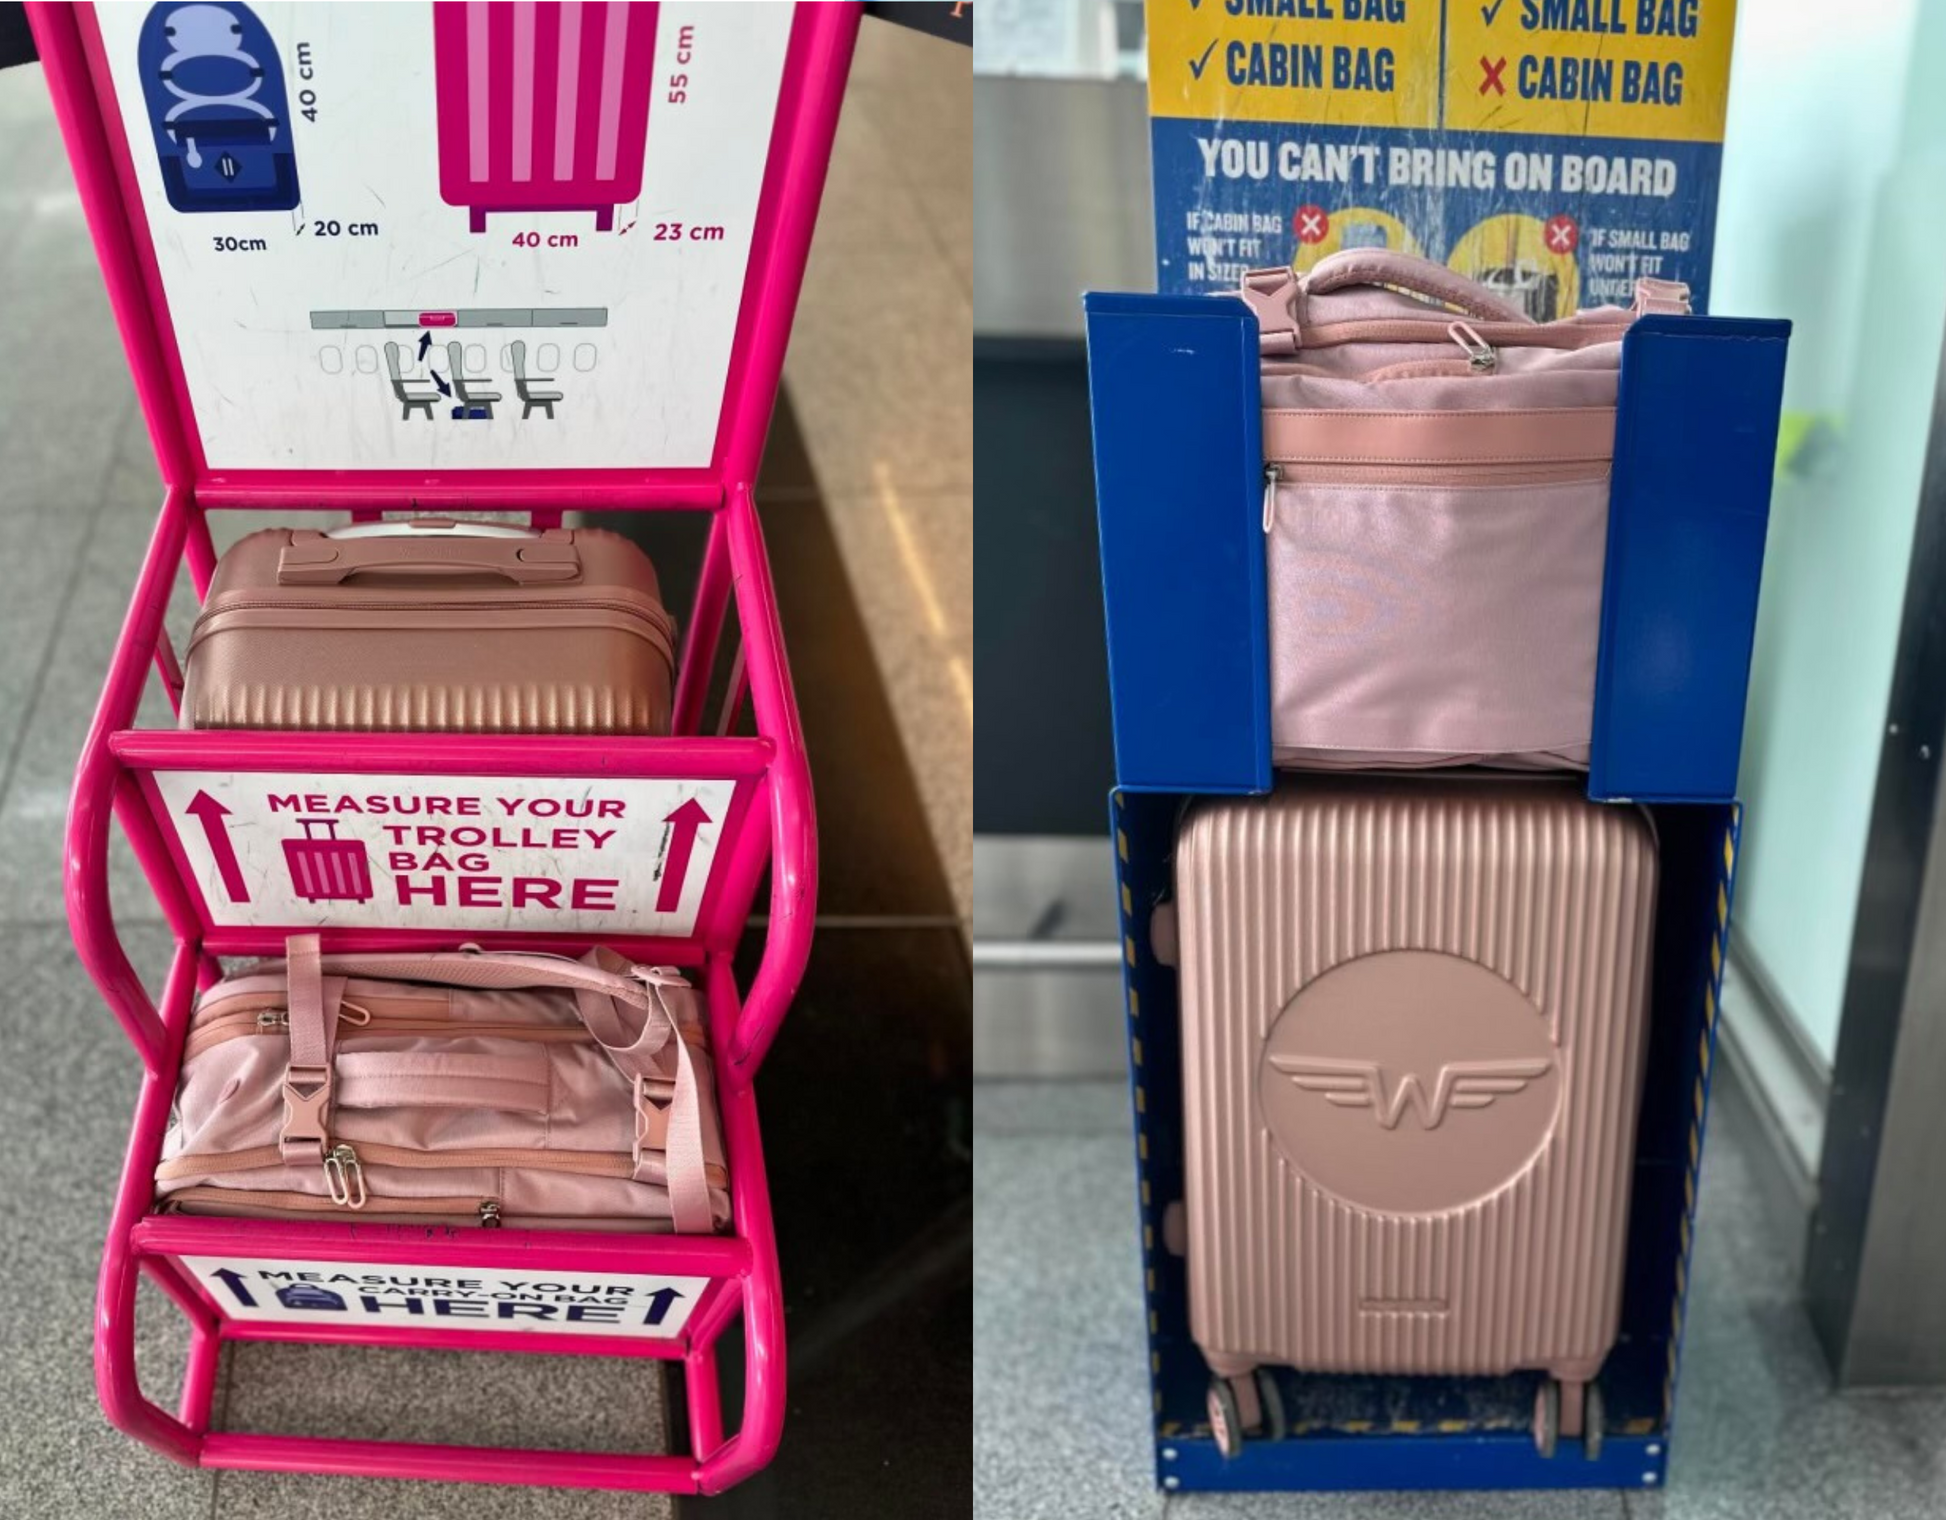 40 cm
55 cm
30cm
20 cm
40 cm
23 cm
MEASURE YOUR
TROLLEY
BAG
HERE
MEASURE YOUR
CARRY-ON BAG
HERE
✓ SMALL BAG
✓ CABIN BAG
✓ SMALL BAG
✗ CABIN BAG
YOU CAN'T BRING ON BOARD
IF CABIN BAG
WON'T FIT
IN SIZER
IF SMALL BAG
WON'T FIT
W